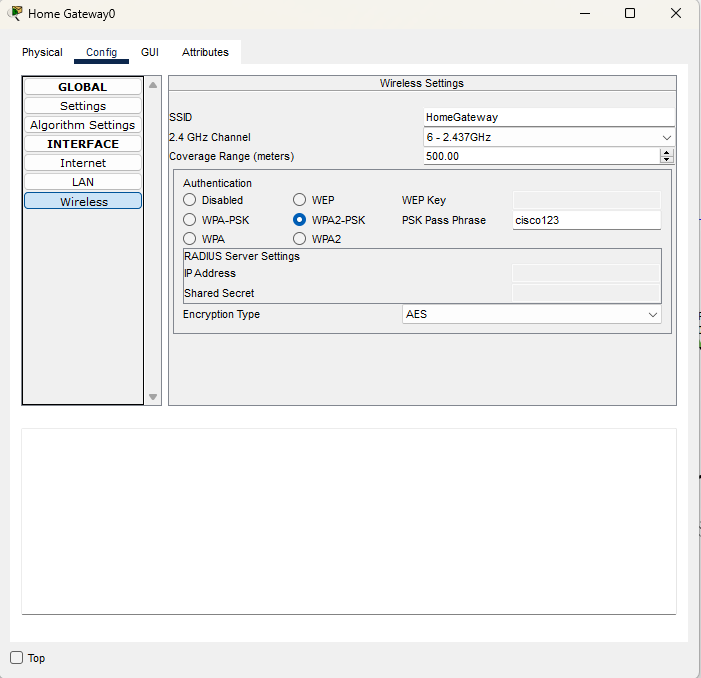 Home Gateway0
Physical Config GUI Attributes
GLOBAL
Settings
Algorithm Settings
INTERFACE
Internet
LAN
Wireless
Wireless Settings
SSID HomeGateway
2.4 GHz Channel 6 - 2.437GHz
Coverage Range (meters) 500.00
Authentication
Disabled WEP WEP Key
WPA-PSK WPA2-PSK PSK Pass Phrase cisco123
WPA WPA2
RADIUS Server Settings
IP Address
Shared Secret
Encryption Type AES
Top